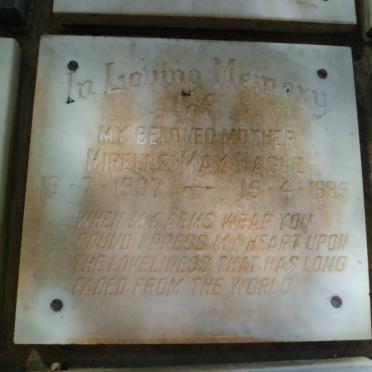 In Loving Memory
of
MY BELOVED MOTHER
MIRELLE MAY
16 - 7 - 1907 — 15 - 4 -
WHEN MY ARMS WRAP YOU
ROUND I PRESS MY HEART UPON
THE LOVELINESS THAT HAS LONG
FADED FROM THE WORLD